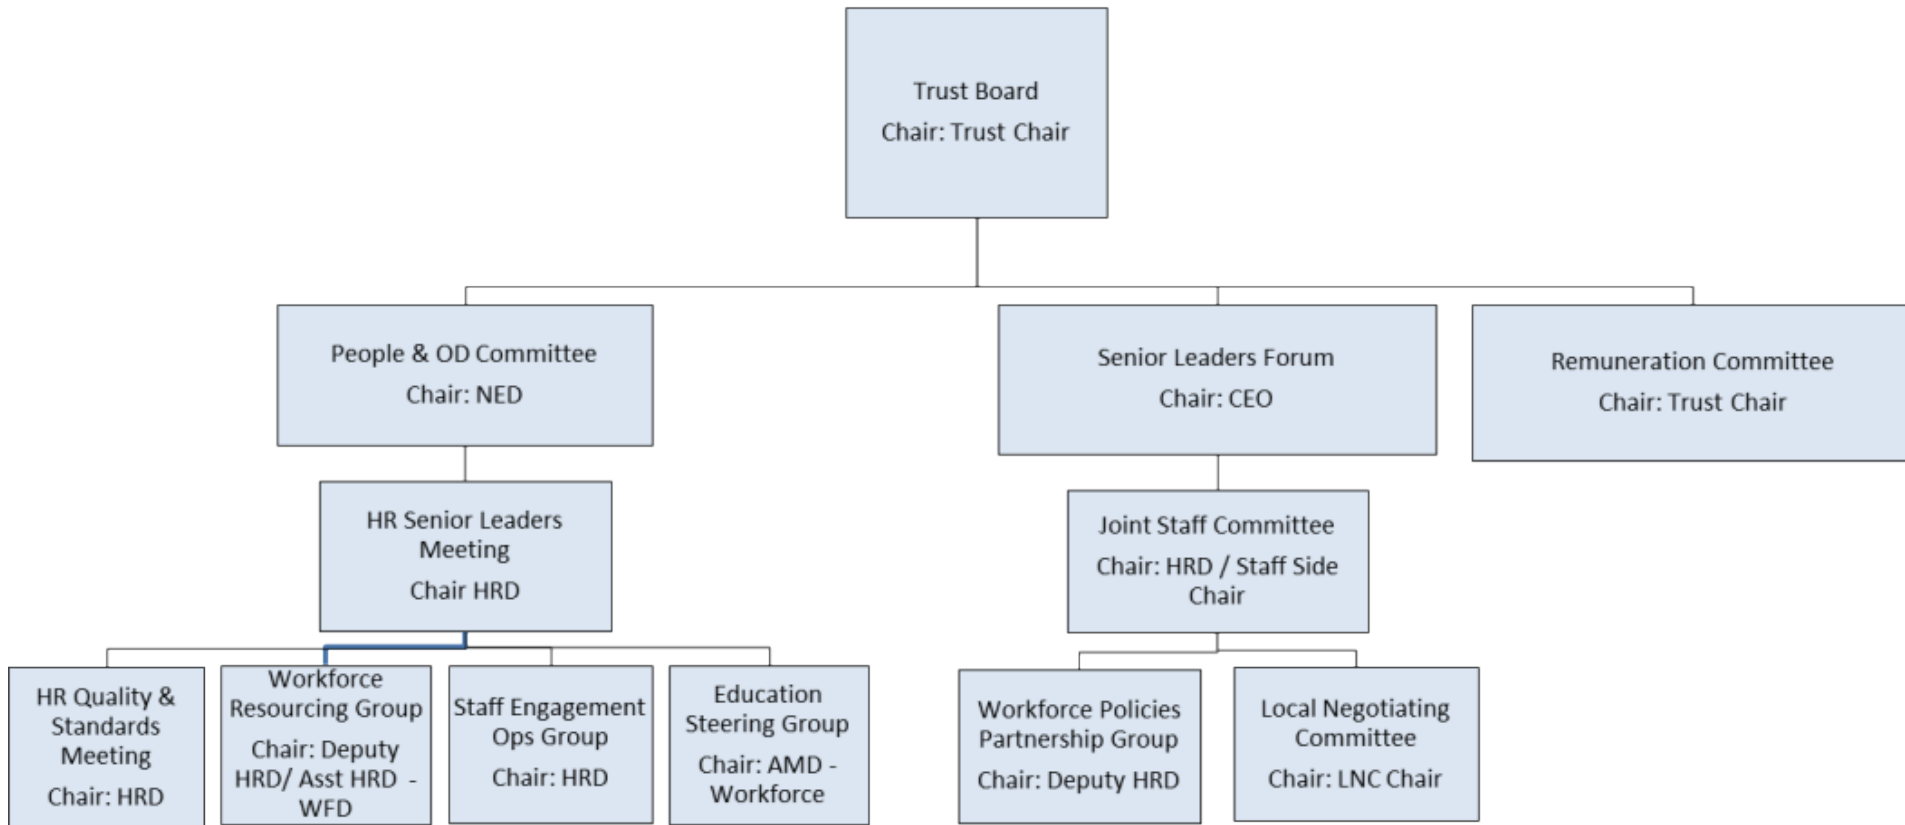 Trust Board
Chair: Trust Chair
People & OD Committee
Chair: NED
Senior Leaders Forum
Chair: CEO
Remuneration Committee
Chair: Trust Chair
HR Senior Leaders
Meeting
Chair HRD
Joint Staff Committee
Chair: HRD / Staff Side
Chair
HR Quality &
Standards
Meeting
Chair: HRD
Workforce
Resourcing Group
Chair: Deputy
HRD/ Asst HRD -
WFD
Staff Engagement
Ops Group
Chair: HRD
Education
Steering Group
Chair: AMD -
Workforce
Workforce Policies
Partnership Group
Chair: Deputy HRD
Local Negotiating
Committee
Chair: LNC Chair